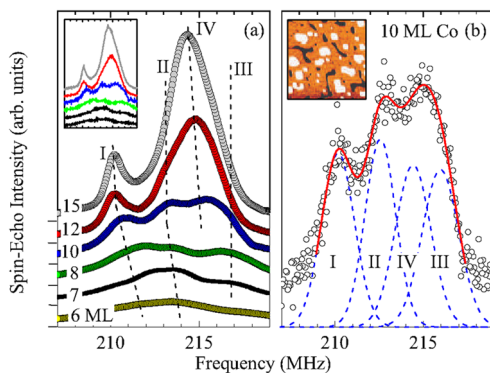 Spin-Echo Intensity (arb. units)
(a)
IV
II
III
I
15
12
10
8
7
6 ML
210
215
(b)
10 ML Co
I
II
IV
III
210
215
Frequency (MHz)